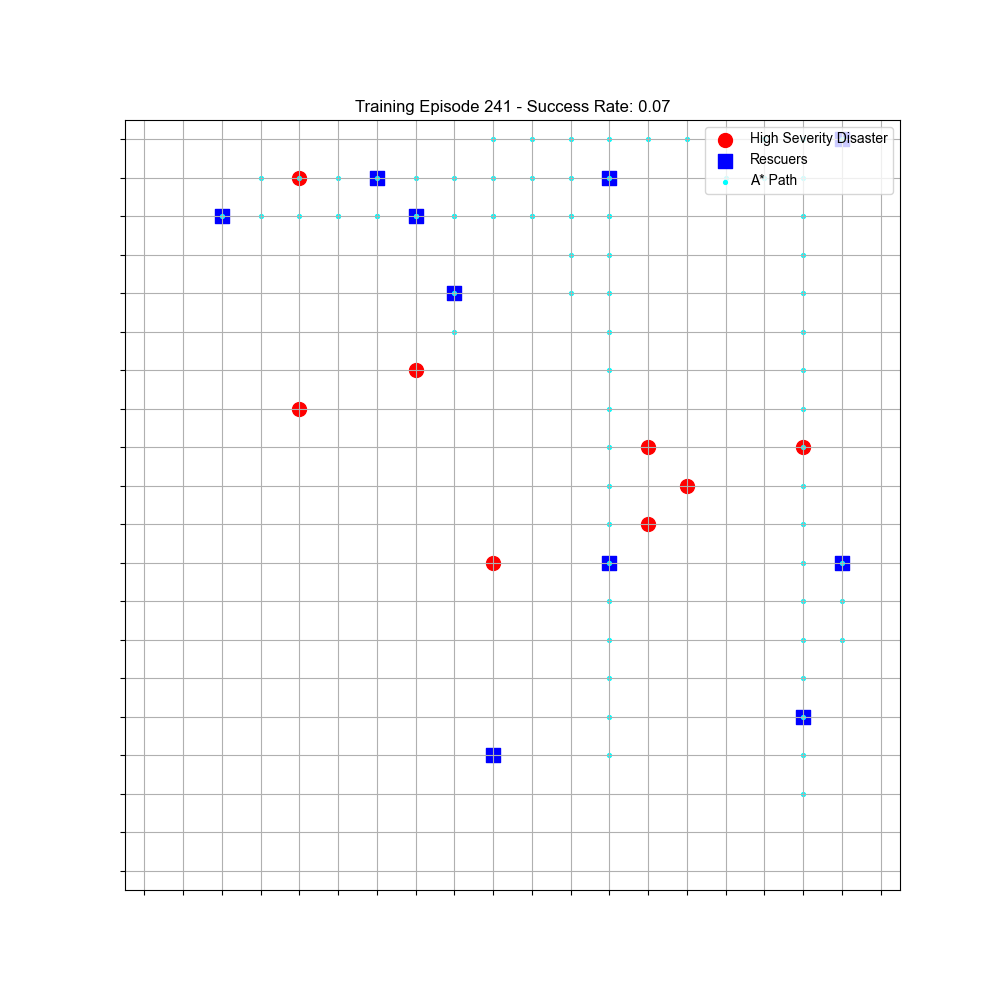 Training Episode 241 - Success Rate: 0.07
High Severity Disaster
Rescuers
A* Path